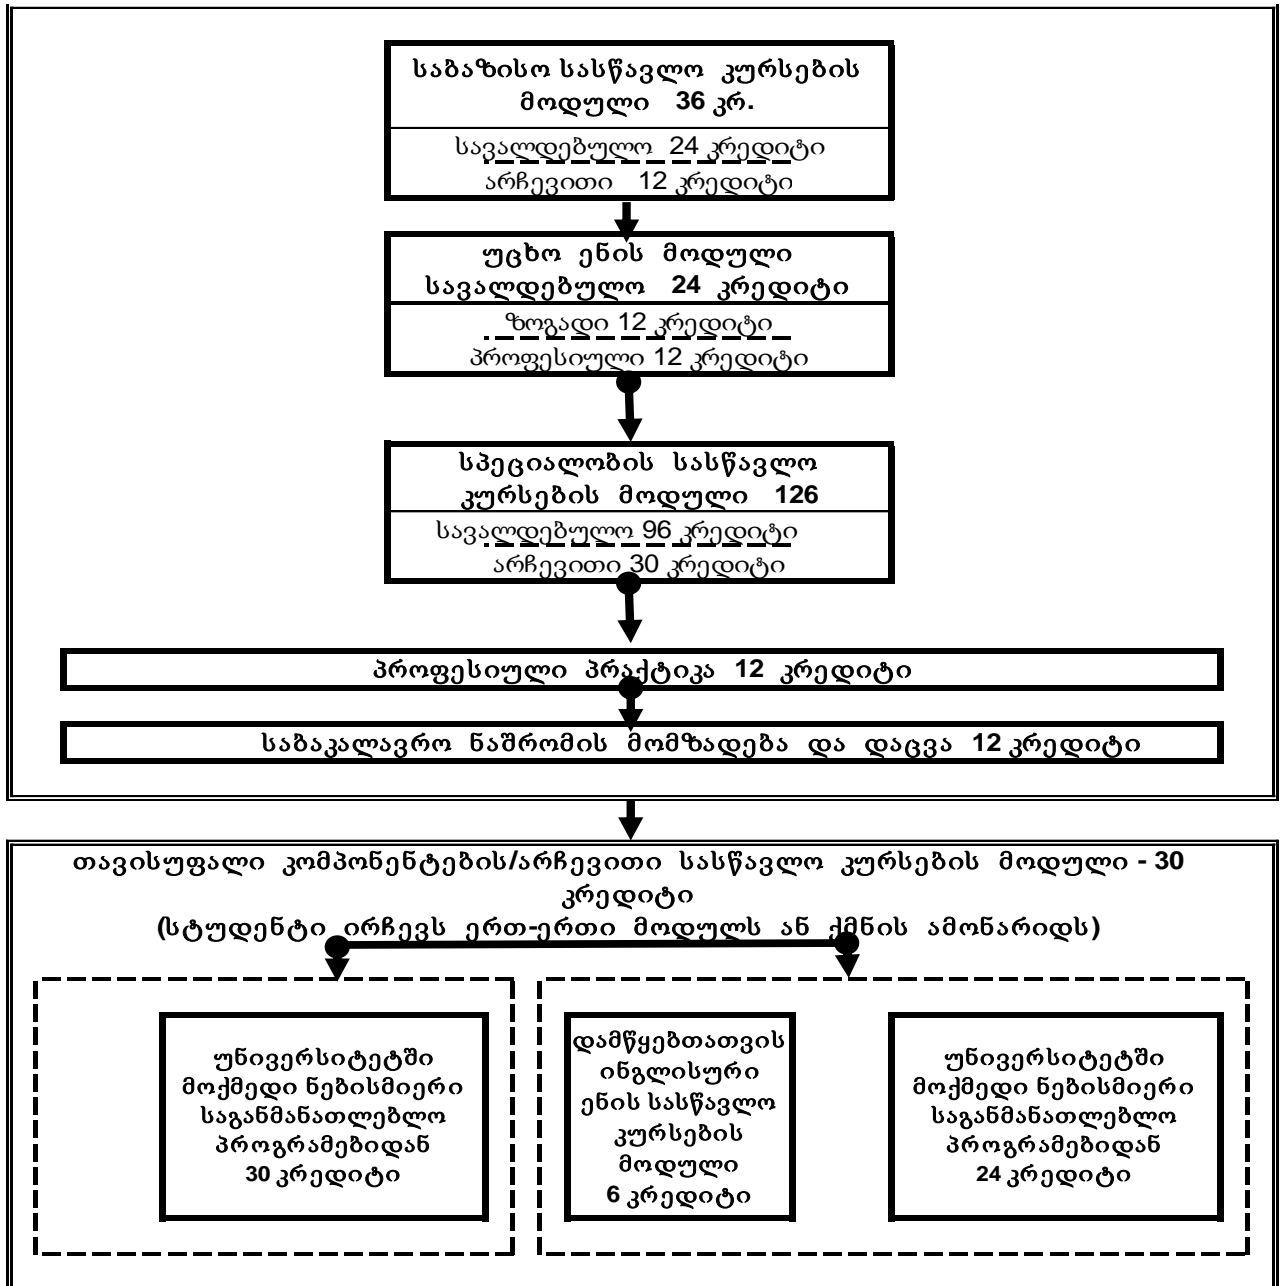 საბაზისო სასწავლო კურსების
მოდული 36 კრ.
სავალდებულო 24 კრედიტი
არჩევითი 12 კრედიტი
უცხო ენის მოდული
სავალდებულო 24 კრედიტი
ზოგადი 12 კრედიტი
პროფესიული 12 კრედიტი
სპეციალობის სასწავლო
კურსების მოდული 126
სავალდებულო 96 კრედიტი
არჩევითი 30 კრედიტი
პროფესიული პრაქტიკა 12 კრედიტი
საბაკალავრო ნაშრომის მომზადება და დაცვა 12 კრედიტი
თავისუფალი კომპონენტების/არჩევითი სასწავლო კურსების მოდული - 30
კრედიტი
(სტუდენტი ირჩევს ერთ-ერთი მოდულს ან ქმნის ამონარიდს)
უნივერსიტეტში
მოქმედი ნებისმიერი
საგანმანათლებლო
პროგრამებიდან
30 კრედიტი
დამწყებთათვის
ინგლისური
ენის სასწავლო
კურსების
მოდული
6 კრედიტი
უნივერსიტეტში
მოქმედი ნებისმიერი
საგანმანათლებლო
პროგრამებიდან
24 კრედიტი